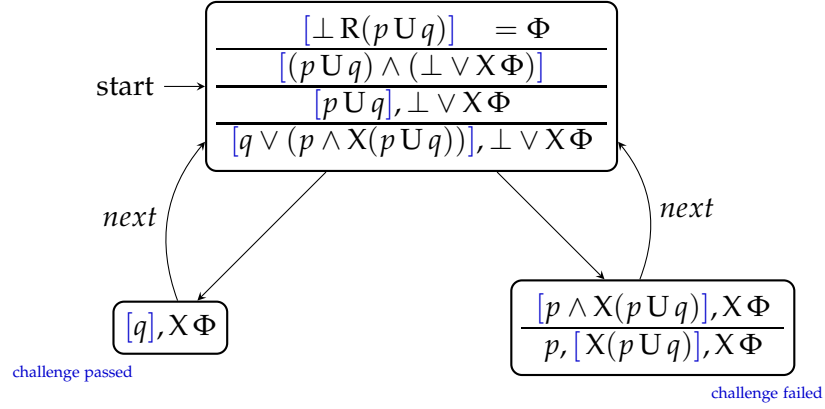 [⊥ R(p U q)] = Φ
[(p U q) ∧ (⊥ ∨ X Φ)]
start
[p U q], ⊥ ∨ X Φ
[q ∨ (p ∧ X(p U q))], ⊥ ∨ X Φ
next
next
[q], X Φ
[p ∧ X(p U q)], X Φ
p, [ X(p U q)], X Φ
challenge passed
challenge failed